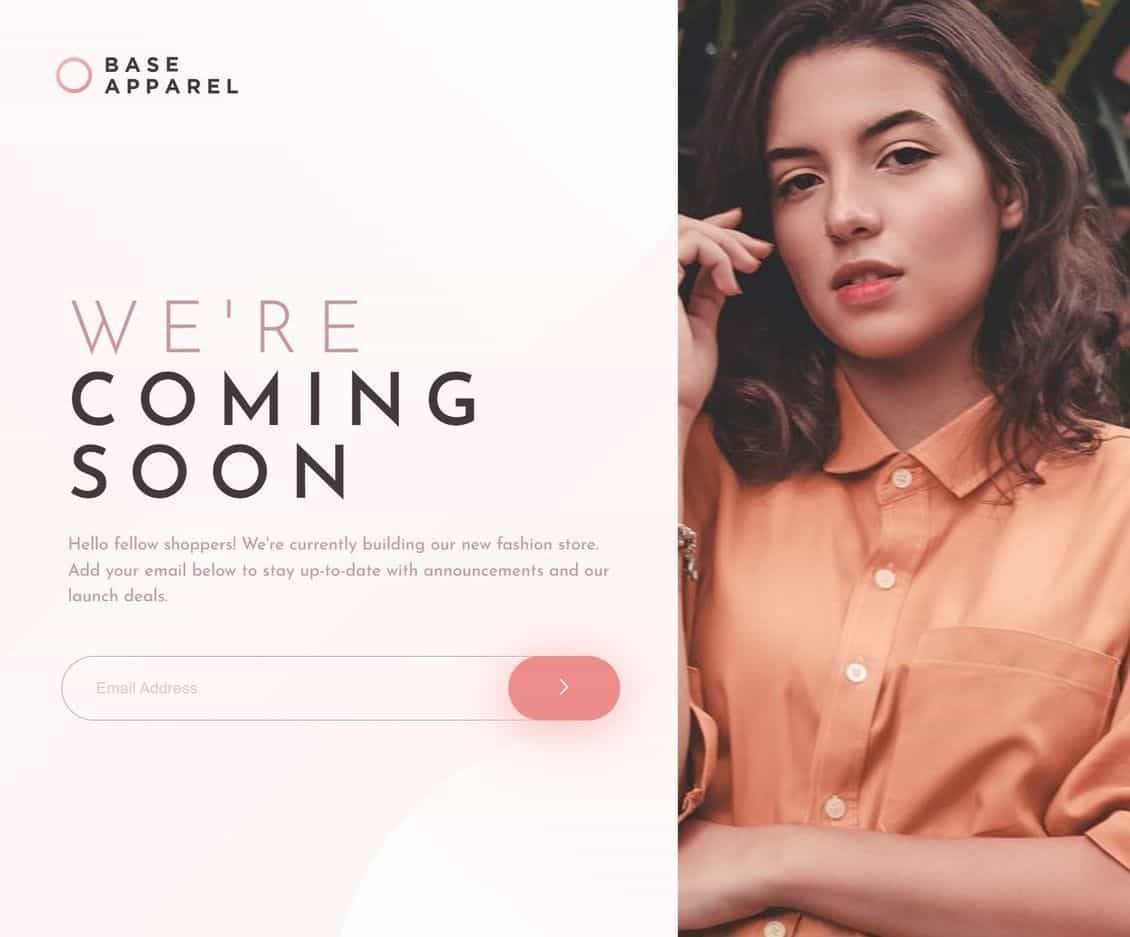 BASE
APPAREL
WE'RE
COMING
SOON
Hello fellow shoppers! We're currently building our new fashion store.
Add your email below to stay up-to-date with announcements and our
launch deals.
Email Address